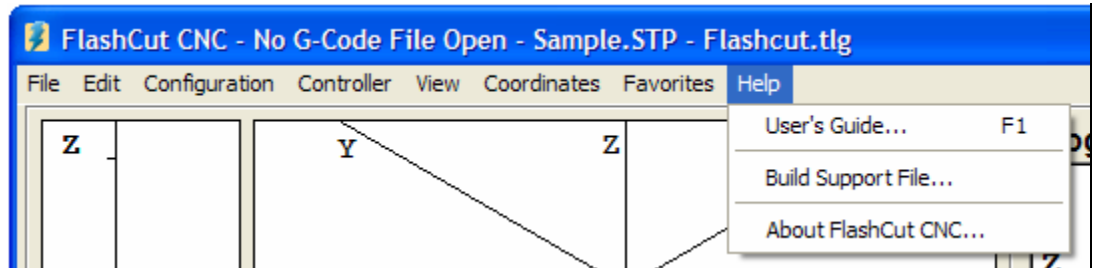 FlashCut CNC - No G-Code File Open - Sample.STP - Flashcut.tlg
File Edit Configuration Controller View Coordinates Favorites Help
User's Guide... F1
Z Y Z
Build Support File...
About FlashCut CNC...
Z